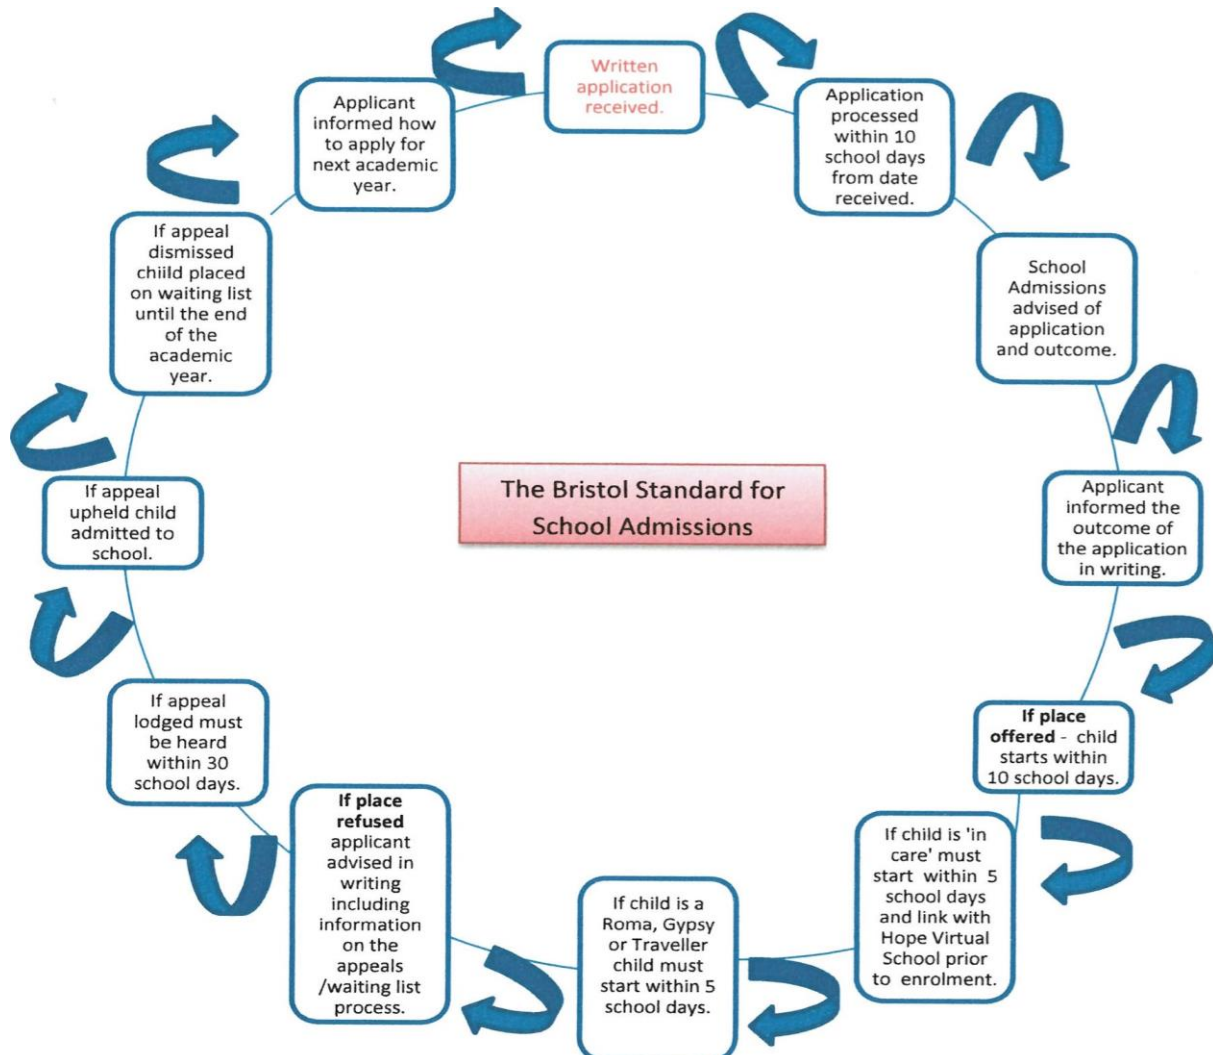 Written
application
received.
Application
processed
within 10
school days
from date
received.
School
Admissions
advised of
application
and outcome.
Applicant
informed the
outcome of
the application
in writing.
If place
offered - child
starts within
10 school days.
If child is 'in
care' must
start within 5
school days
and link with
Hope Virtual
School prior
to enrolment.
If child is a
Roma, Gypsy
or Traveller
child must
start within 5
school days.
If place
refused
applicant
advised in
writing
including
information
on the
appeals
/waiting list
process.
If appeal
lodged must
be heard
within 30
school days.
If appeal
upheld child
admitted to
school.
If appeal
dismissed
chiild placed
on waiting list
until the end
of the
academic
year.
Applicant
informed how
to apply for
next academic
year.
The Bristol Standard for
School Admissions